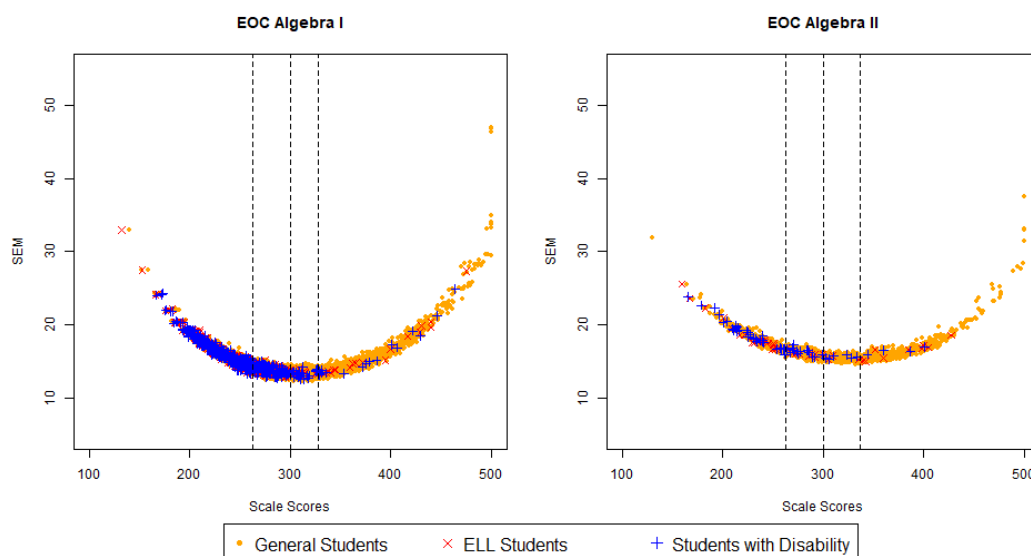 EOC Algebra I
50
40
30
20
10
SEM
100 200 300 400 500
Scale Scores
EOC Algebra II
50
40
30
20
10
SEM
100 200 300 400 500
Scale Scores
General Students ELL Students Students with Disability